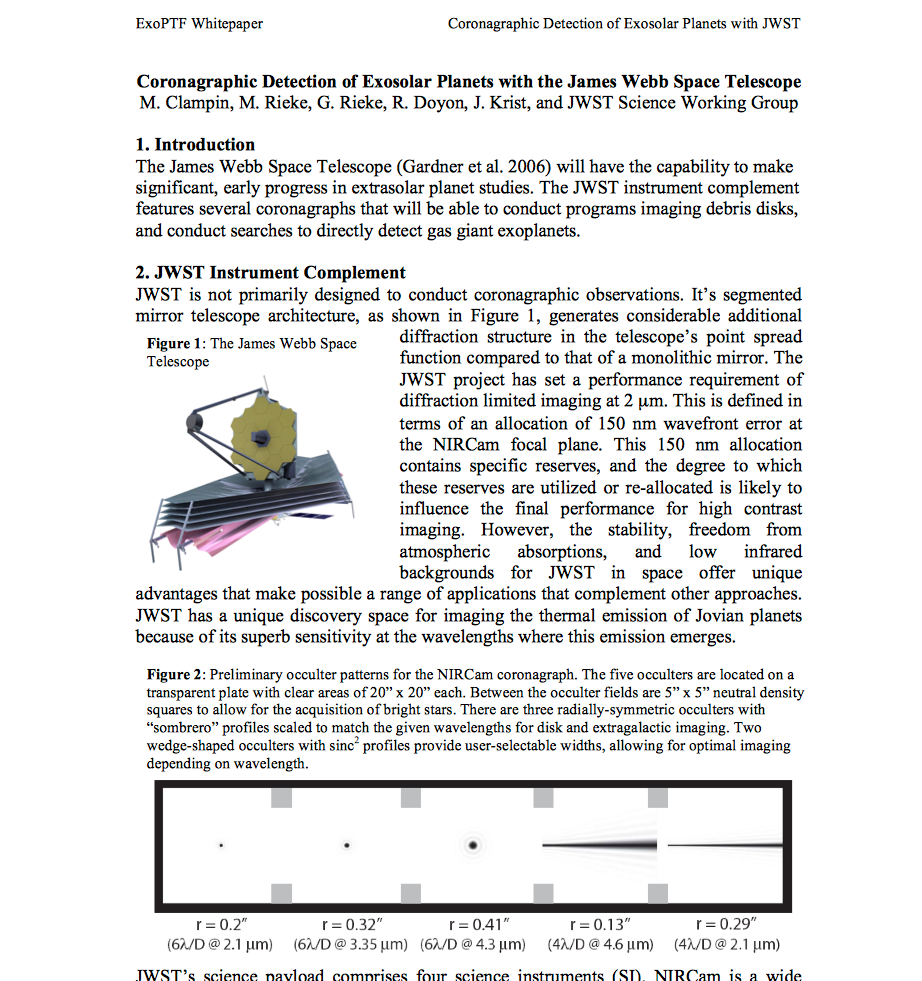 ExoPTF Whitepaper
Coronagraphic Detection of Exosolar Planets with JWST
Coronagraphic Detection of Exosolar Planets with the James Webb Space Telescope
M. Clampin, M. Rieke, G. Rieke, R. Doyon, J. Krist, and JWST Science Working Group
1. Introduction
The James Webb Space Telescope (Gardner et al. 2006) will have the capability to make
significant, early progress in extrasolar planet studies. The JWST instrument complement
features several coronagraphs that will be able to conduct programs imaging debris disks,
and conduct searches to directly detect gas giant exoplanets.
2. JWST Instrument Complement
JWST is not primarily designed to conduct coronagraphic observations. It's segmented
mirror telescope architecture, as shown in Figure 1, generates considerable additional
Figure 1: The James Webb Space
Telescope
diffraction structure in the telescope's point spread
function compared to that of a monolithic mirror. The
JWST project has set a performance requirement of
diffraction limited imaging at 2 μm. This is defined in
terms of an allocation of 150 nm wavefront error at
the NIRCam focal plane. This 150 nm allocation
contains specific reserves, and the degree to which
these reserves are utilized or re-allocated is likely to
influence the final performance for high contrast
imaging. However, the stability, freedom from
atmospheric absorptions, and low infrared
backgrounds for JWST in space offer unique
advantages that make possible a range of applications that complement other approaches.
JWST has a unique discovery space for imaging the thermal emission of Jovian planets
because of its superb sensitivity at the wavelengths where this emission emerges.
Figure 2: Preliminary occulter patterns for the NIRCam coronagraph. The five occulters are located on a
transparent plate with clear areas of 20" x 20" each. Between the occulter fields are 5" x 5" neutral density
squares to allow for the acquisition of bright stars. There are three radially-symmetric occulters with
"sombrero" profiles scaled to match the given wavelengths for disk and extragalactic imaging. Two
wedge-shaped occulters with sinc² profiles provide user-selectable widths, allowing for optimal imaging
depending on wavelength.
r = 0.2" r = 0.32" r = 0.41" r = 0.13" r = 0.29"
(6λ/D @ 2.1 μm) (6λ/D @ 3.35 μm) (6λ/D @ 4.3 μm) (4λ/D @ 4.6 μm) (4λ/D @ 2.1 μm)
JWST's science payload comprises four science instruments (SI). NIRCam is a wide